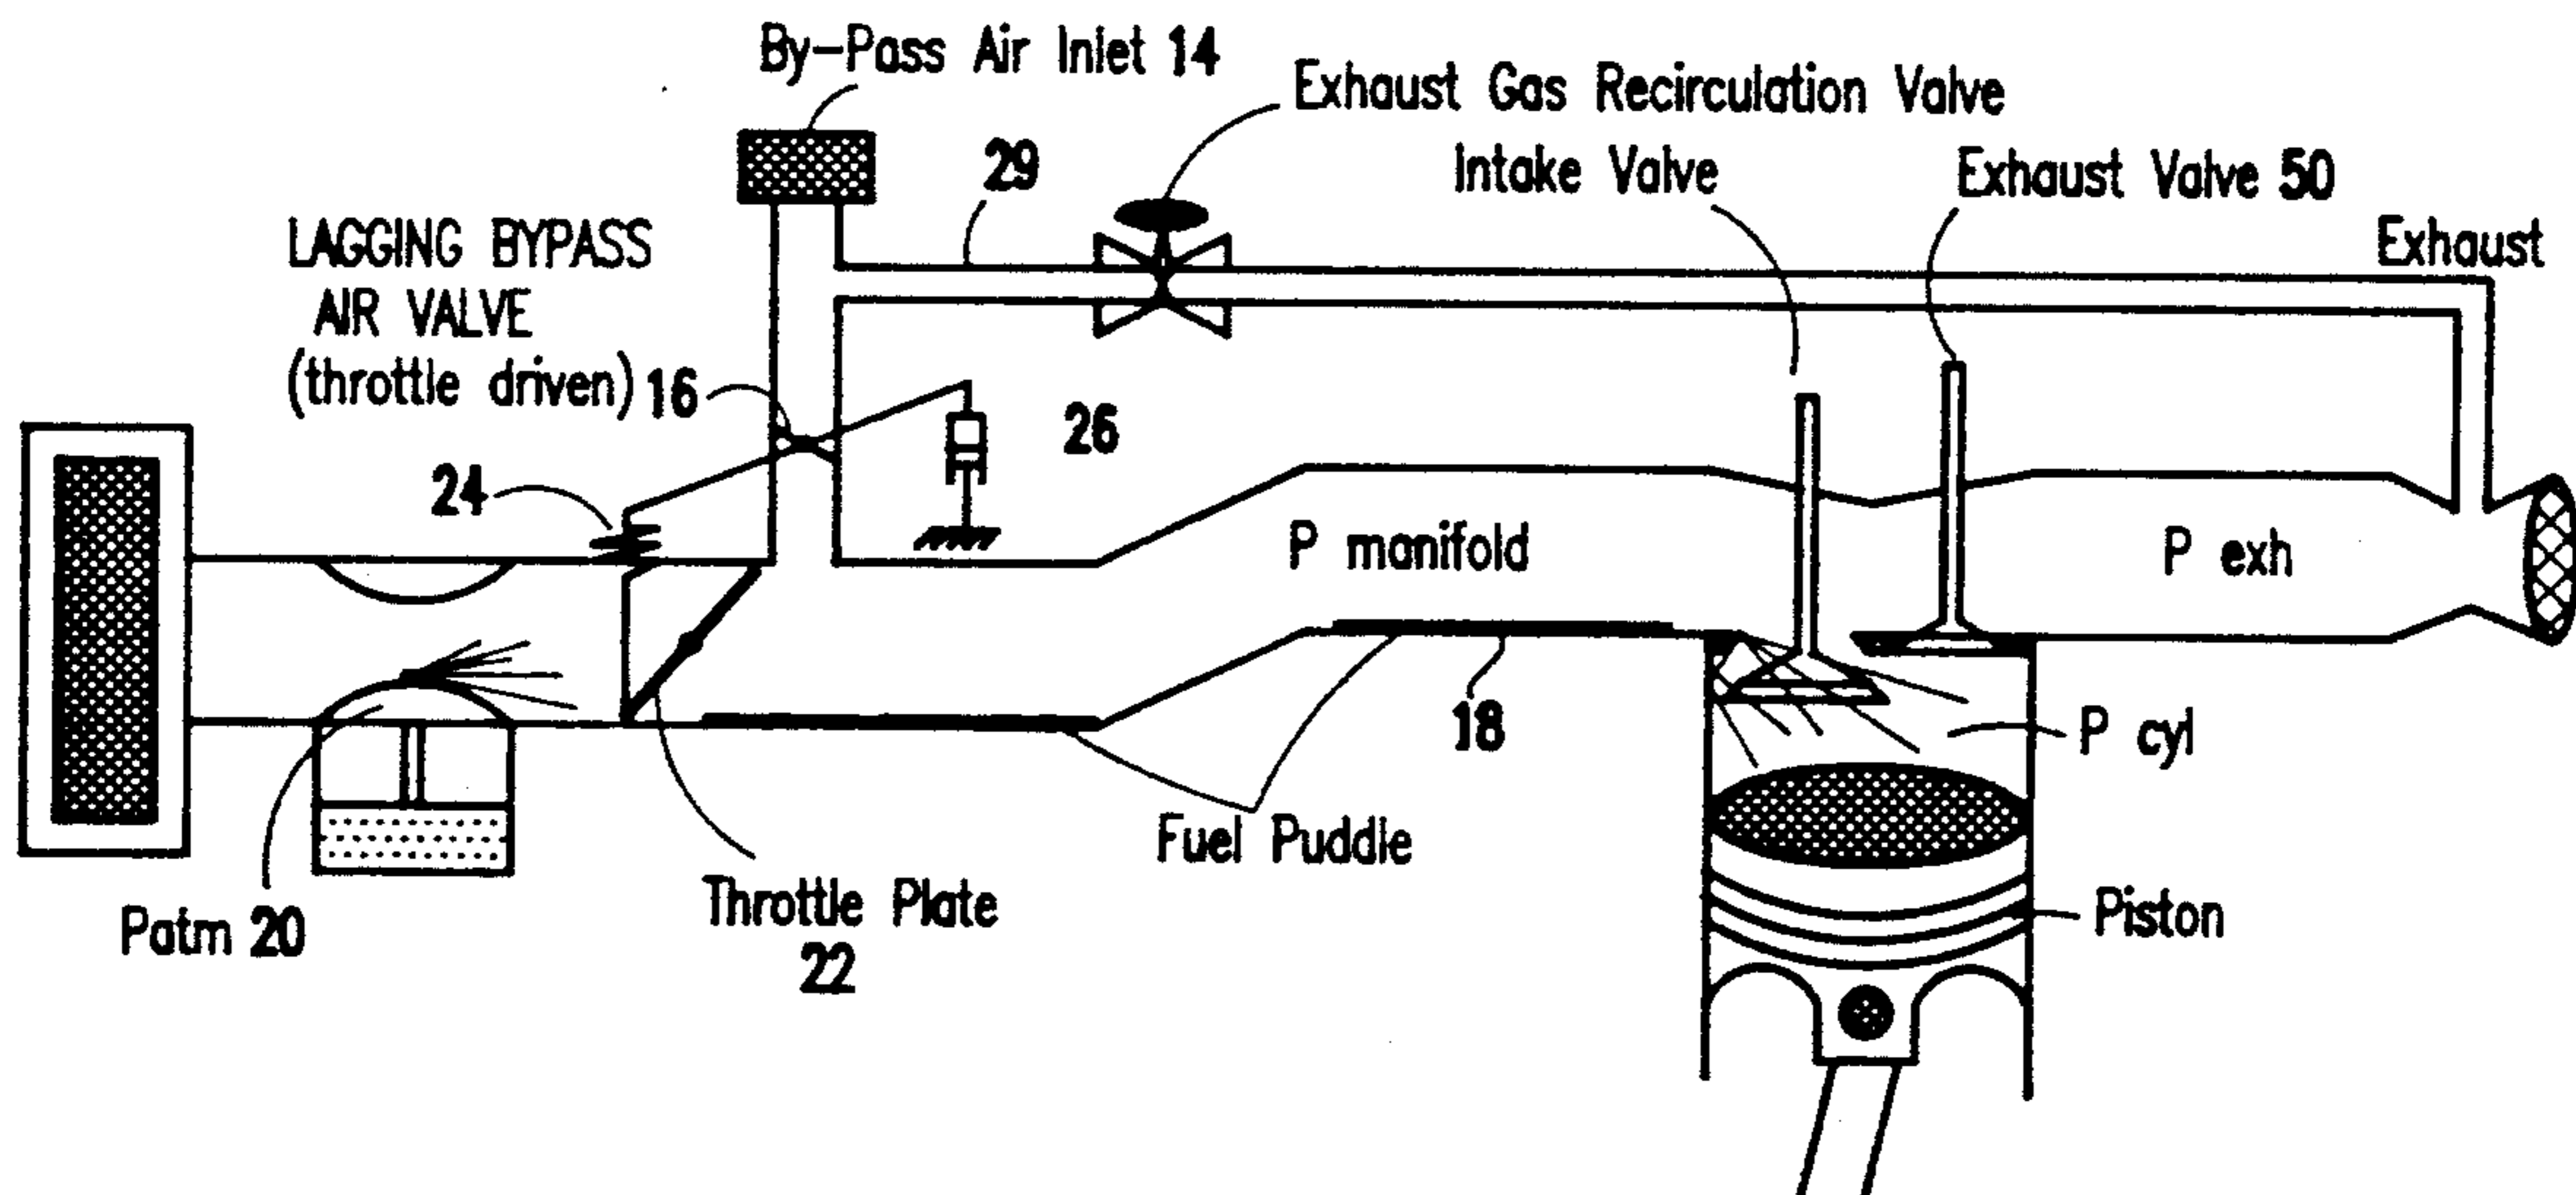 By-Pass Air Inlet 14
Exhaust Gas Recirculation Valve
29
Intake Valve
Exhaust Valve 50
Exhaust
LAGGING BYPASS
AIR VALVE
(throttle driven) 16
26
24
P manifold
P exh
18
P cyl
Fuel Puddle
Throttle Plate
22
Patm 20
Piston